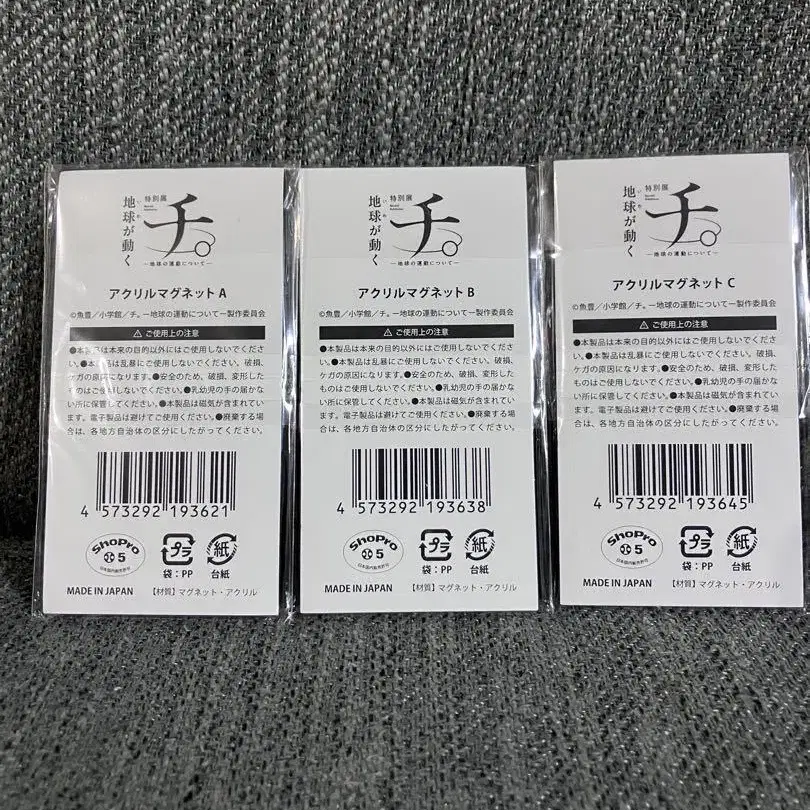 特別展
チ。
―地球の運動について―
地球が動く
いわ
アクリルマグネット A
©魚豊／小学館／チ。―地球の運動について―製作委員会
⚠ ご使用上の注意
●本製品は本来の目的以外にはご使用しないでくださ
い。●本製品は乱暴にご使用しないでください。破損、
ケガの原因になります。●安全のため、破損、変形した
ものはご使用しないでください。●乳幼児の手の届かな
い所に保管してください。●本製品は磁気が含まれてい
ます。電子製品は避けてご使用ください。●廃棄する場
合は、各地方自治体の区分にしたがってください。
4 573292 193621
ShoPro
5
日本国内販売許可
プラ
袋：PP
紙
台紙
MADE IN JAPAN 【材質】マグネット・アクリル
特別展
チ。
―地球の運動について―
地球が動く
いわ
アクリルマグネット B
©魚豊／小学館／チ。―地球の運動について―製作委員会
⚠ ご使用上の注意
●本製品は本来の目的以外にはご使用しないでくださ
い。●本製品は乱暴にご使用しないでください。破損、
ケガの原因になります。●安全のため、破損、変形した
ものはご使用しないでください。●乳幼児の手の届かな
い所に保管してください。●本製品は磁気が含まれてい
ます。電子製品は避けてご使用ください。●廃棄する場
合は、各地方自治体の区分にしたがってください。
4 573292 193638
ShoPro
5
日本国内販売許可
プラ
袋：PP
紙
台紙
MADE IN JAPAN 【材質】マグネット・アクリル
特別展
チ。
―地球の運動について―
地球が動く
いわ
アクリルマグネット C
©魚豊／小学館／チ。―地球の運動について―製作委員会
⚠ ご使用上の注意
●本製品は本来の目的以外にはご使用しないでくださ
い。●本製品は乱暴にご使用しないでください。破損、
ケガの原因になります。●安全のため、破損、変形した
ものはご使用しないでください。●乳幼児の手の届かな
い所に保管してください。●本製品は磁気が含まれてい
ます。電子製品は避けてご使用ください。●廃棄する場
合は、各地方自治体の区分にしたがってください。
4 573292 193645
ShoPro
5
日本国内販売許可
プラ
袋：PP
紙
台紙
MADE IN JAPAN 【材質】マグネット・アクリル